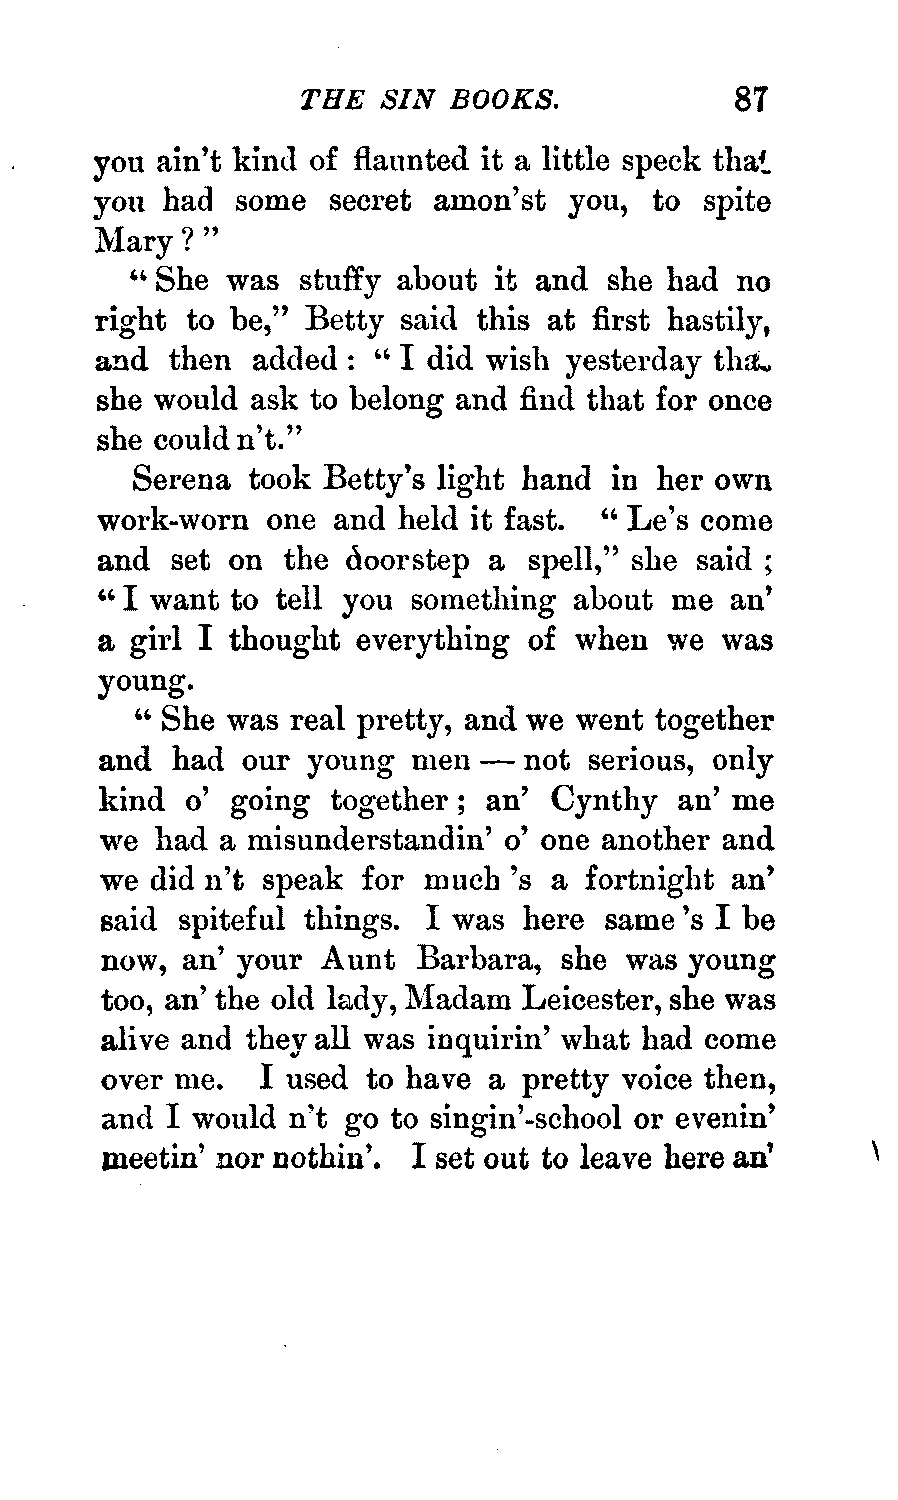 THE SIN BOOKS. 87
you ain't kind of flaunted it a little speck that
you had some secret amon'st you, to spite
Mary?"
"She was stuffy about it and she had no
right to be," Betty said this at first hastily,
and then added: "I did wish yesterday that
she would ask to belong and find that for once
she could n't."
Serena took Betty's light hand in her own
work-worn one and held it fast. "Le's come
and set on the doorstep a spell," she said;
"I want to tell you something about me an'
a girl I thought everything of when we was
young.
"She was real pretty, and we went together
and had our young men — not serious, only
kind o' going together; an' Cynthy an' me
we had a misunderstandin' o' one another and
we did n't speak for much 's a fortnight an'
said spiteful things. I was here same 's I be
now, an' your Aunt Barbara, she was young
too, an' the old lady, Madam Leicester, she was
alive and they all was inquirin' what had come
over me. I used to have a pretty voice then,
and I would n't go to singin'-school or evenin'
meetin' nor nothin'. I set out to leave here an'